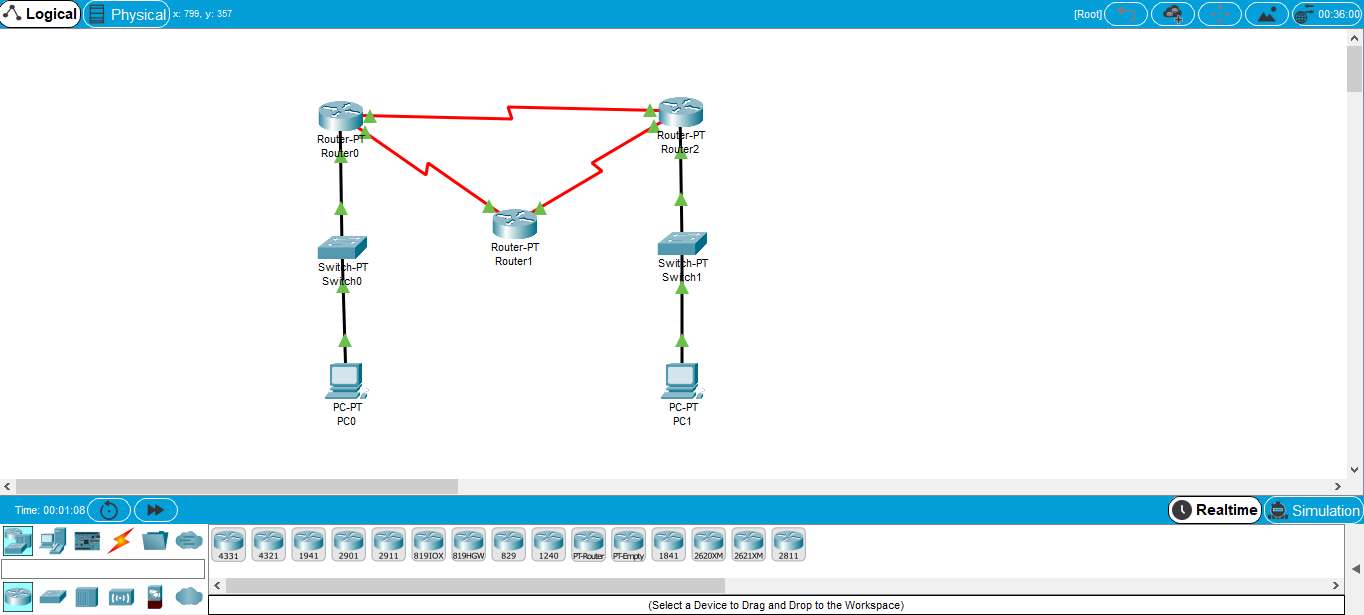 Logical
Physical
x: 799, y: 357
[Root]
00:36:00
Router-PT
Router0
Router-PT
Router2
Router-PT
Router1
Switch-PT
Switch0
Switch-PT
Switch1
PC-PT
PC0
PC-PT
PC1
Time: 00:01:08
Realtime
Simulation
4331
4321
1941
2901
2911
819IOX
819HGW
829
1240
PT-Router
PT-Empty
1841
2620XM
2621XM
2811
(Select a Device to Drag and Drop to the Workspace)